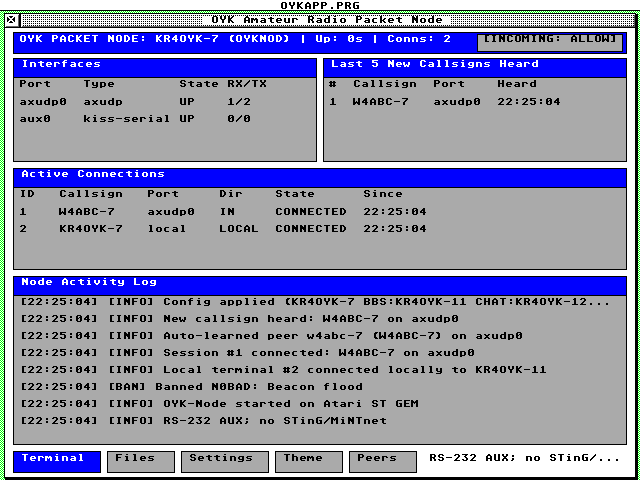 OYKAPP.PRG
OYK Amateur Radio Packet Node
OYK PACKET NODE: KR4OYK-7 (OYKNOD) | Up: 0s | Conns: 2 [INCOMING: ALLOW]
Interfaces
Port Type State RX/TX
axudp0 axudp UP 1/2
aux0 kiss-serial UP 0/0
Last 5 New Callsigns Heard
# Callsign Port Heard
1 W4ABC-7 axudp0 22:25:04
Active Connections
ID Callsign Port Dir State Since
1 W4ABC-7 axudp0 IN CONNECTED 22:25:04
2 KR4OYK-7 local LOCAL CONNECTED 22:25:04
Node Activity Log
[22:25:04] [INFO] Config applied (KR4OYK-7 BBS:KR4OYK-11 CHAT:KR4OYK-12...
[22:25:04] [INFO] New callsign heard: W4ABC-7 on axudp0
[22:25:04] [INFO] Auto-learned peer w4abc-7 (W4ABC-7) on axudp0
[22:25:04] [INFO] Session #1 connected: W4ABC-7 on axudp0
[22:25:04] [INFO] Local terminal #2 connected locally to KR4OYK-11
[22:25:04] [BAN] Banned N0BAD: Beacon flood
[22:25:04] [INFO] OYK-Node started on Atari ST GEM
[22:25:04] [INFO] RS-232 AUX; no STinG/MiNTnet
Terminal Files Settings Theme Peers RS-232 AUX; no STinG/...